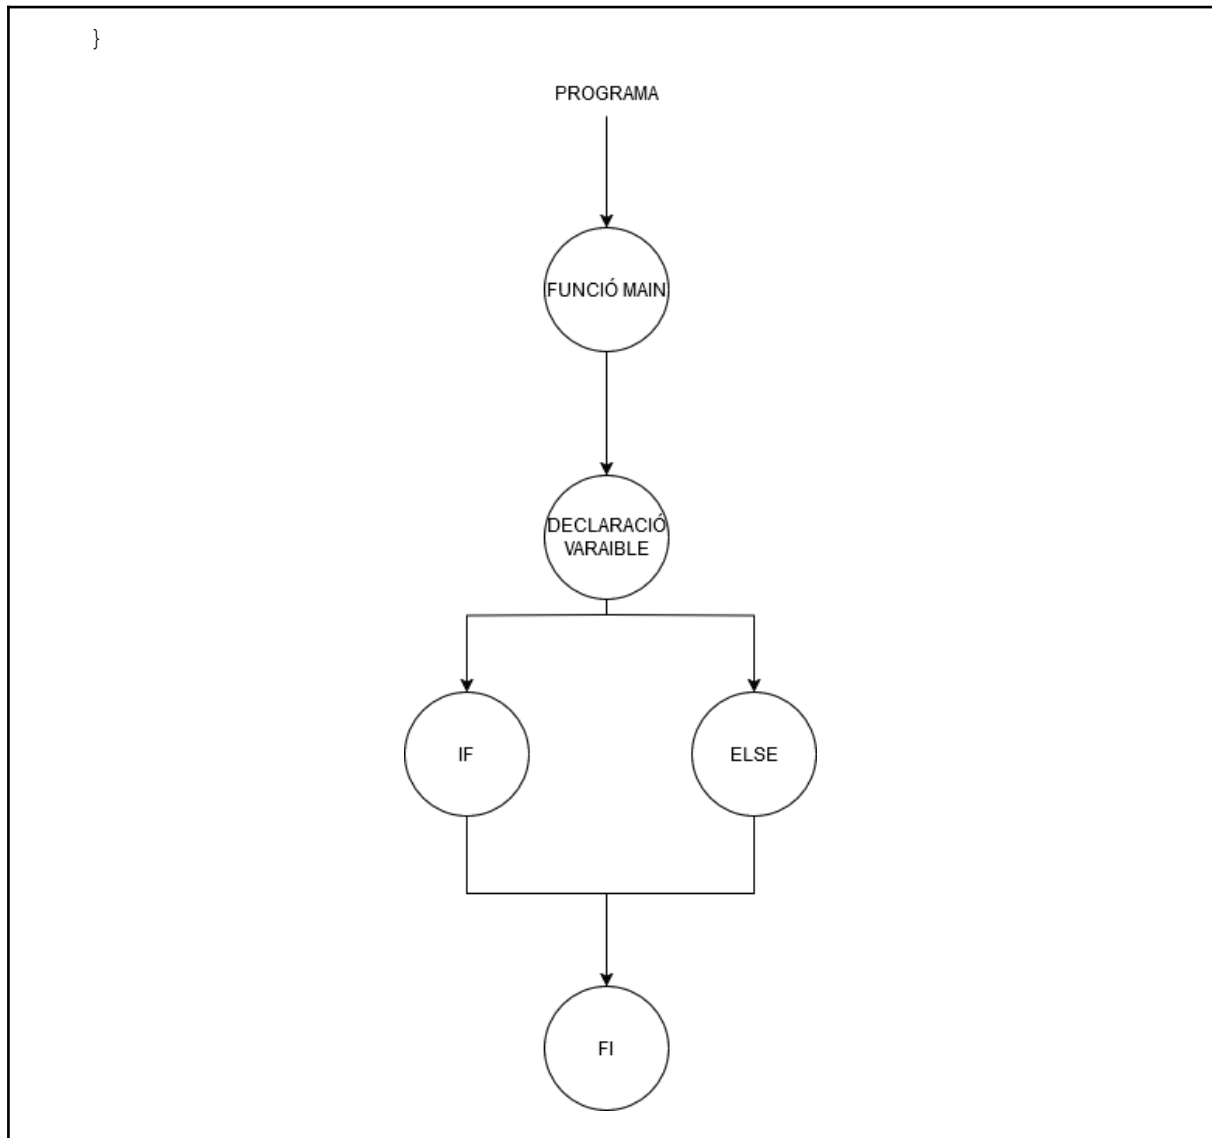 }
PROGRAMA
FUNCIÓ MAIN
DECLARACIÓ
VARAIBLE
IF
ELSE
FI